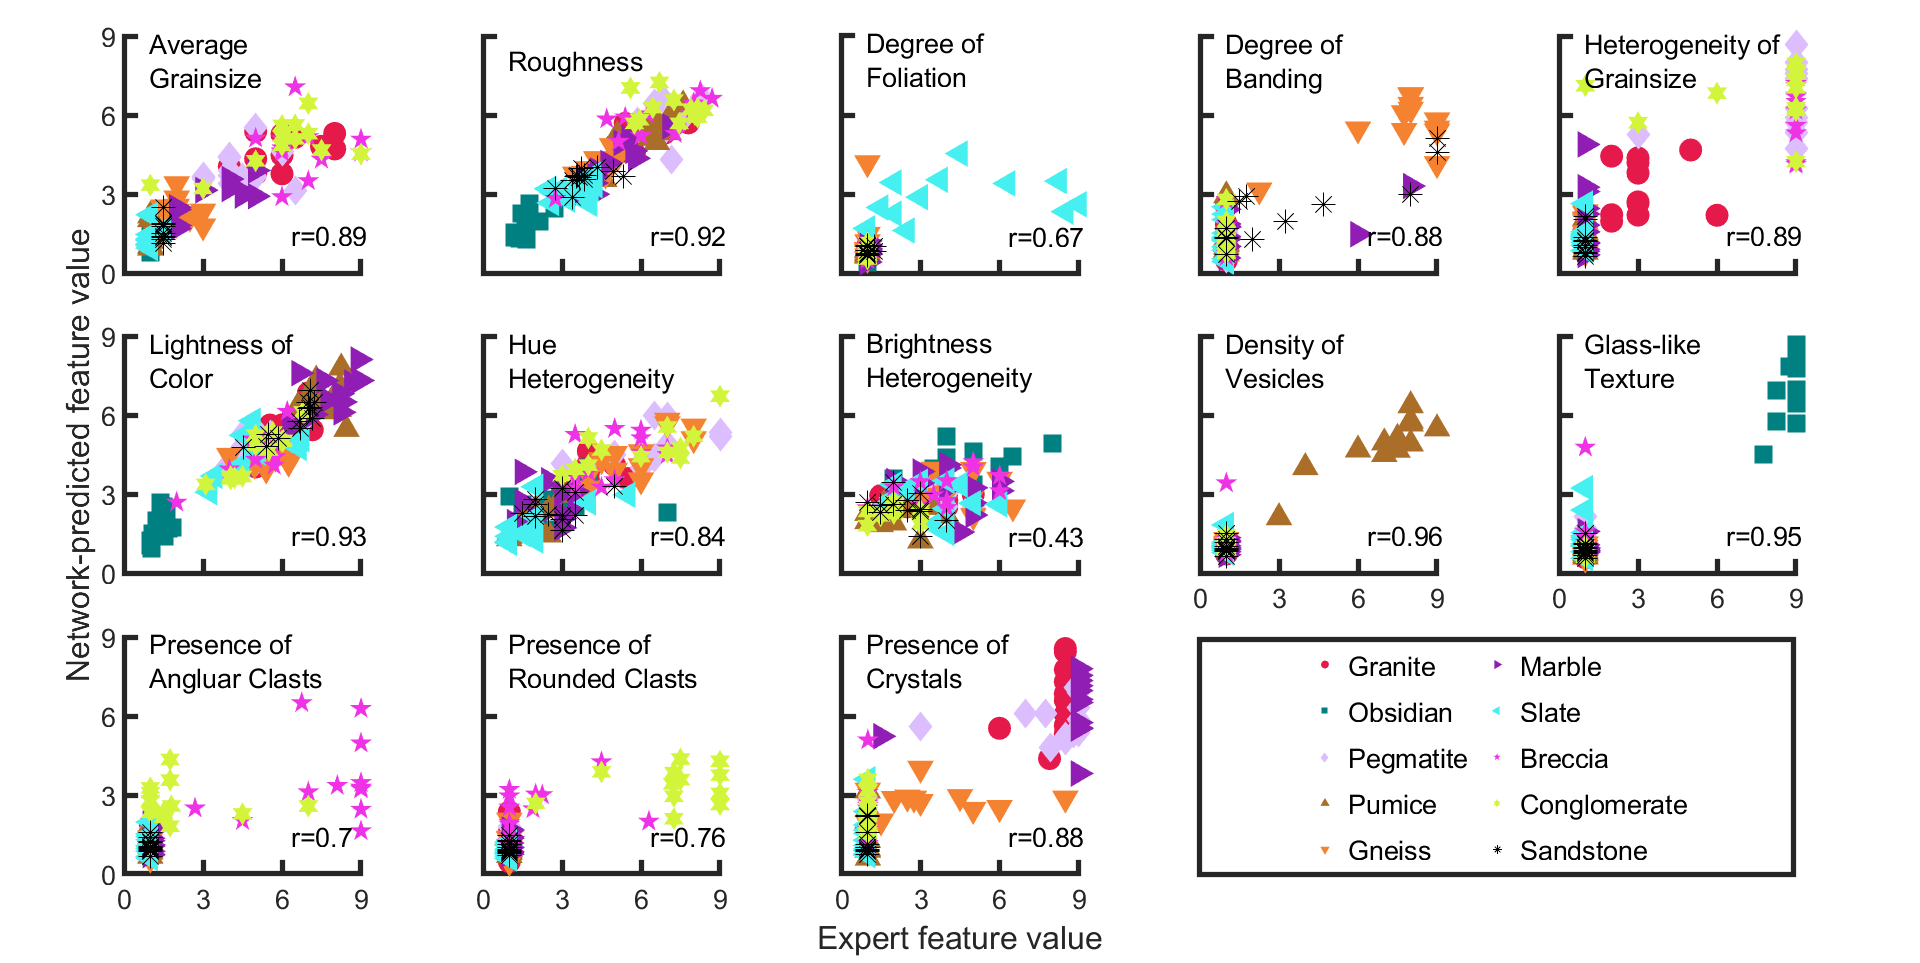 9
6
3
0
Average
Grainsize
r=0.89
Roughness
r=0.92
Degree of
Foliation
r=0.67
Degree of
Banding
r=0.88
Heterogeneity of
Grainsize
r=0.89
Network-predicted feature value
9
6
3
0
Lightness of
Color
r=0.93
Hue
Heterogeneity
r=0.84
Brightness
Heterogeneity
r=0.43
Density of
Vesicles
r=0.96
0 3 6 9
Glass-like
Texture
r=0.95
0 3 6 9
9
6
3
0
Presence of
Angluar Clasts
r=0.7
0 3 6 9
Presence of
Rounded Clasts
r=0.76
0 3 6 9
Presence of
Crystals
r=0.88
0 3 6 9
Granite
Obsidian
Pegmatite
Pumice
Gneiss
Marble
Slate
Breccia
Conglomerate
Sandstone
Expert feature value